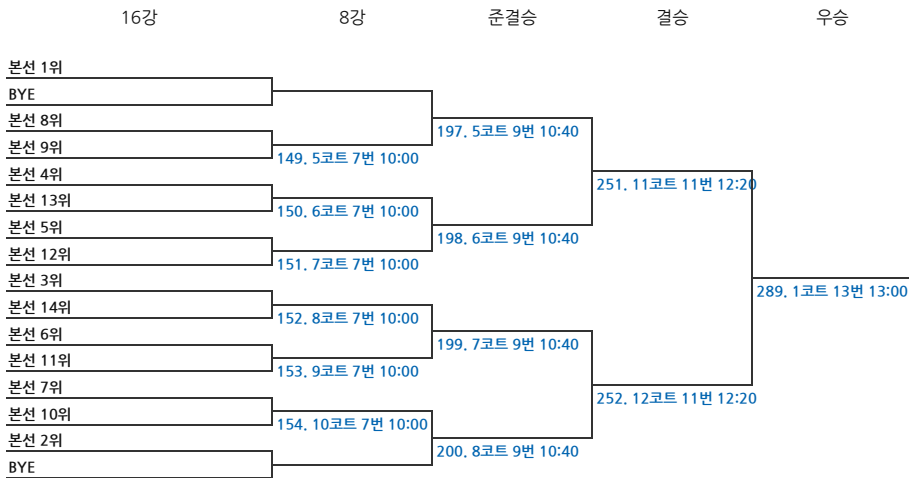 16강
8강
준결승
결승
우승
본선 1위
BYE
본선 8위
본선 9위
본선 4위
본선 13위
본선 5위
본선 12위
본선 3위
본선 14위
본선 6위
본선 11위
본선 7위
본선 10위
본선 2위
BYE
149. 5코트 7번 10:00
150. 6코트 7번 10:00
151. 7코트 7번 10:00
152. 8코트 7번 10:00
153. 9코트 7번 10:00
154. 10코트 7번 10:00
197. 5코트 9번 10:40
198. 6코트 9번 10:40
199. 7코트 9번 10:40
200. 8코트 9번 10:40
251. 11코트 11번 12:20
252. 12코트 11번 12:20
289. 1코트 13번 13:00